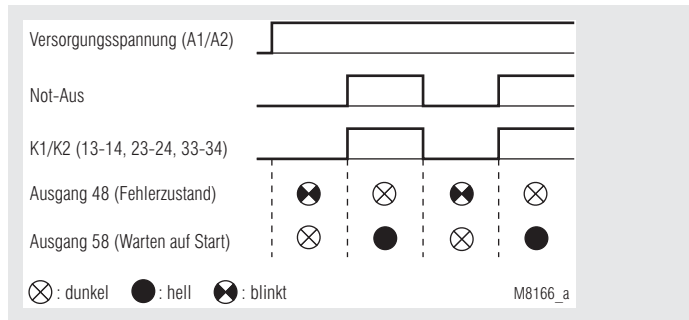 Versorgungsspannung (A1/A2)
Not-Aus
K1/K2 (13-14, 23-24, 33-34)
Ausgang 48 (Fehlerzustand)
Ausgang 58 (Warten auf Start)
: dunkel : hell : blinkt
M8166_a